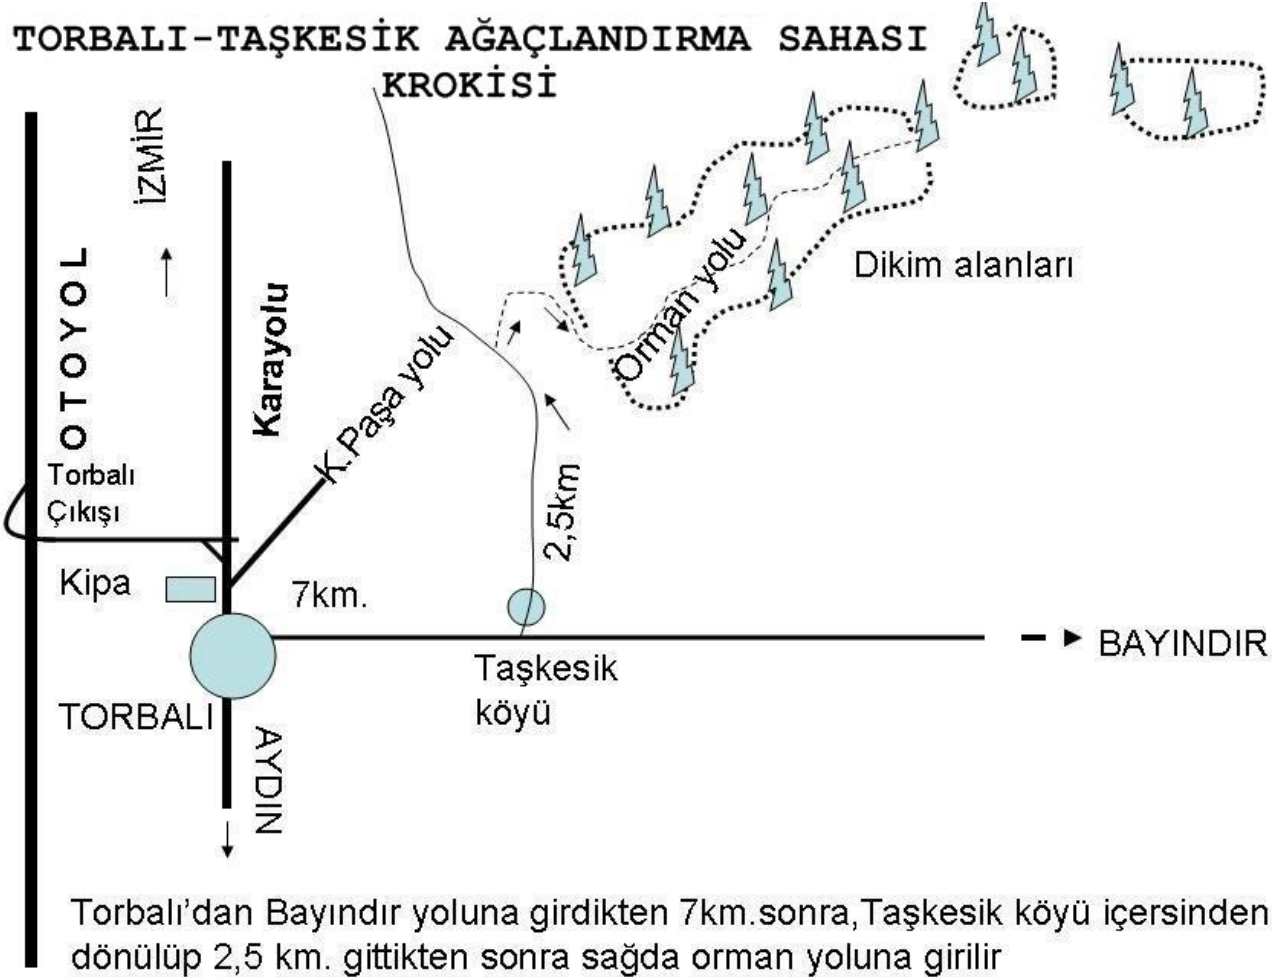 TORBALI-TAŞKESİK AĞAÇLANDIRMA SAHASI
KROKİSİ
İZMİR
OTOYOL
Karayolu
K.Paşa yolu
Orman yolu
Dikim alanları
Torbalı
Çıkışı
2,5km
Kipa
7km.
BAYINDIR
Taşkesik
köyü
TORBALI
AYDIN
Torbalı'dan Bayındır yoluna girdikten 7km.sonra,Taşkesik köyü içersinden
dönülüp 2,5 km. gittikten sonra sağda orman yoluna girilir